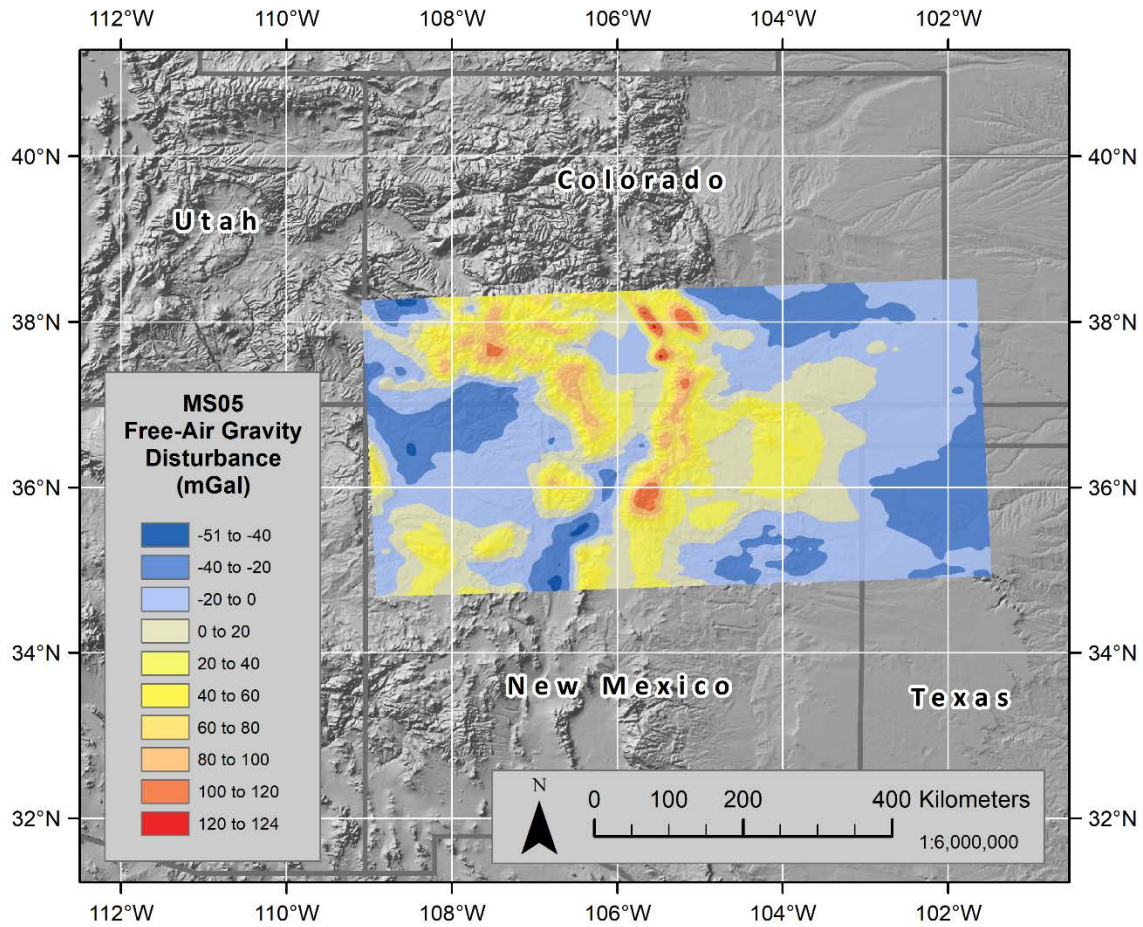 112°W 110°W 108°W 106°W 104°W 102°W
40°N 40°N
Colorado
Utah
38°N 38°N
MS05
Free-Air Gravity
Disturbance
(mGal)
-51 to -40
-40 to -20
-20 to 0
0 to 20
20 to 40
40 to 60
60 to 80
80 to 100
100 to 120
120 to 124
36°N 36°N
34°N 34°N
New Mexico
Texas
N
0 100 200 400 Kilometers
1:6,000,000
32°N 32°N
112°W 110°W 108°W 106°W 104°W 102°W